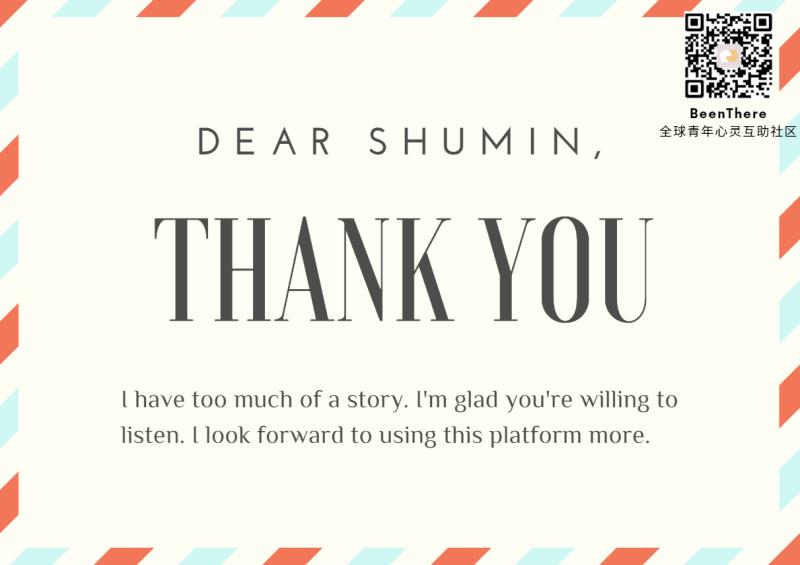 BeenThere
全球青年心灵互助社区
DEAR SHUMIN,
THANK YOU
I have too much of a story. I'm glad you're willing to
listen. I look forward to using this platform more.